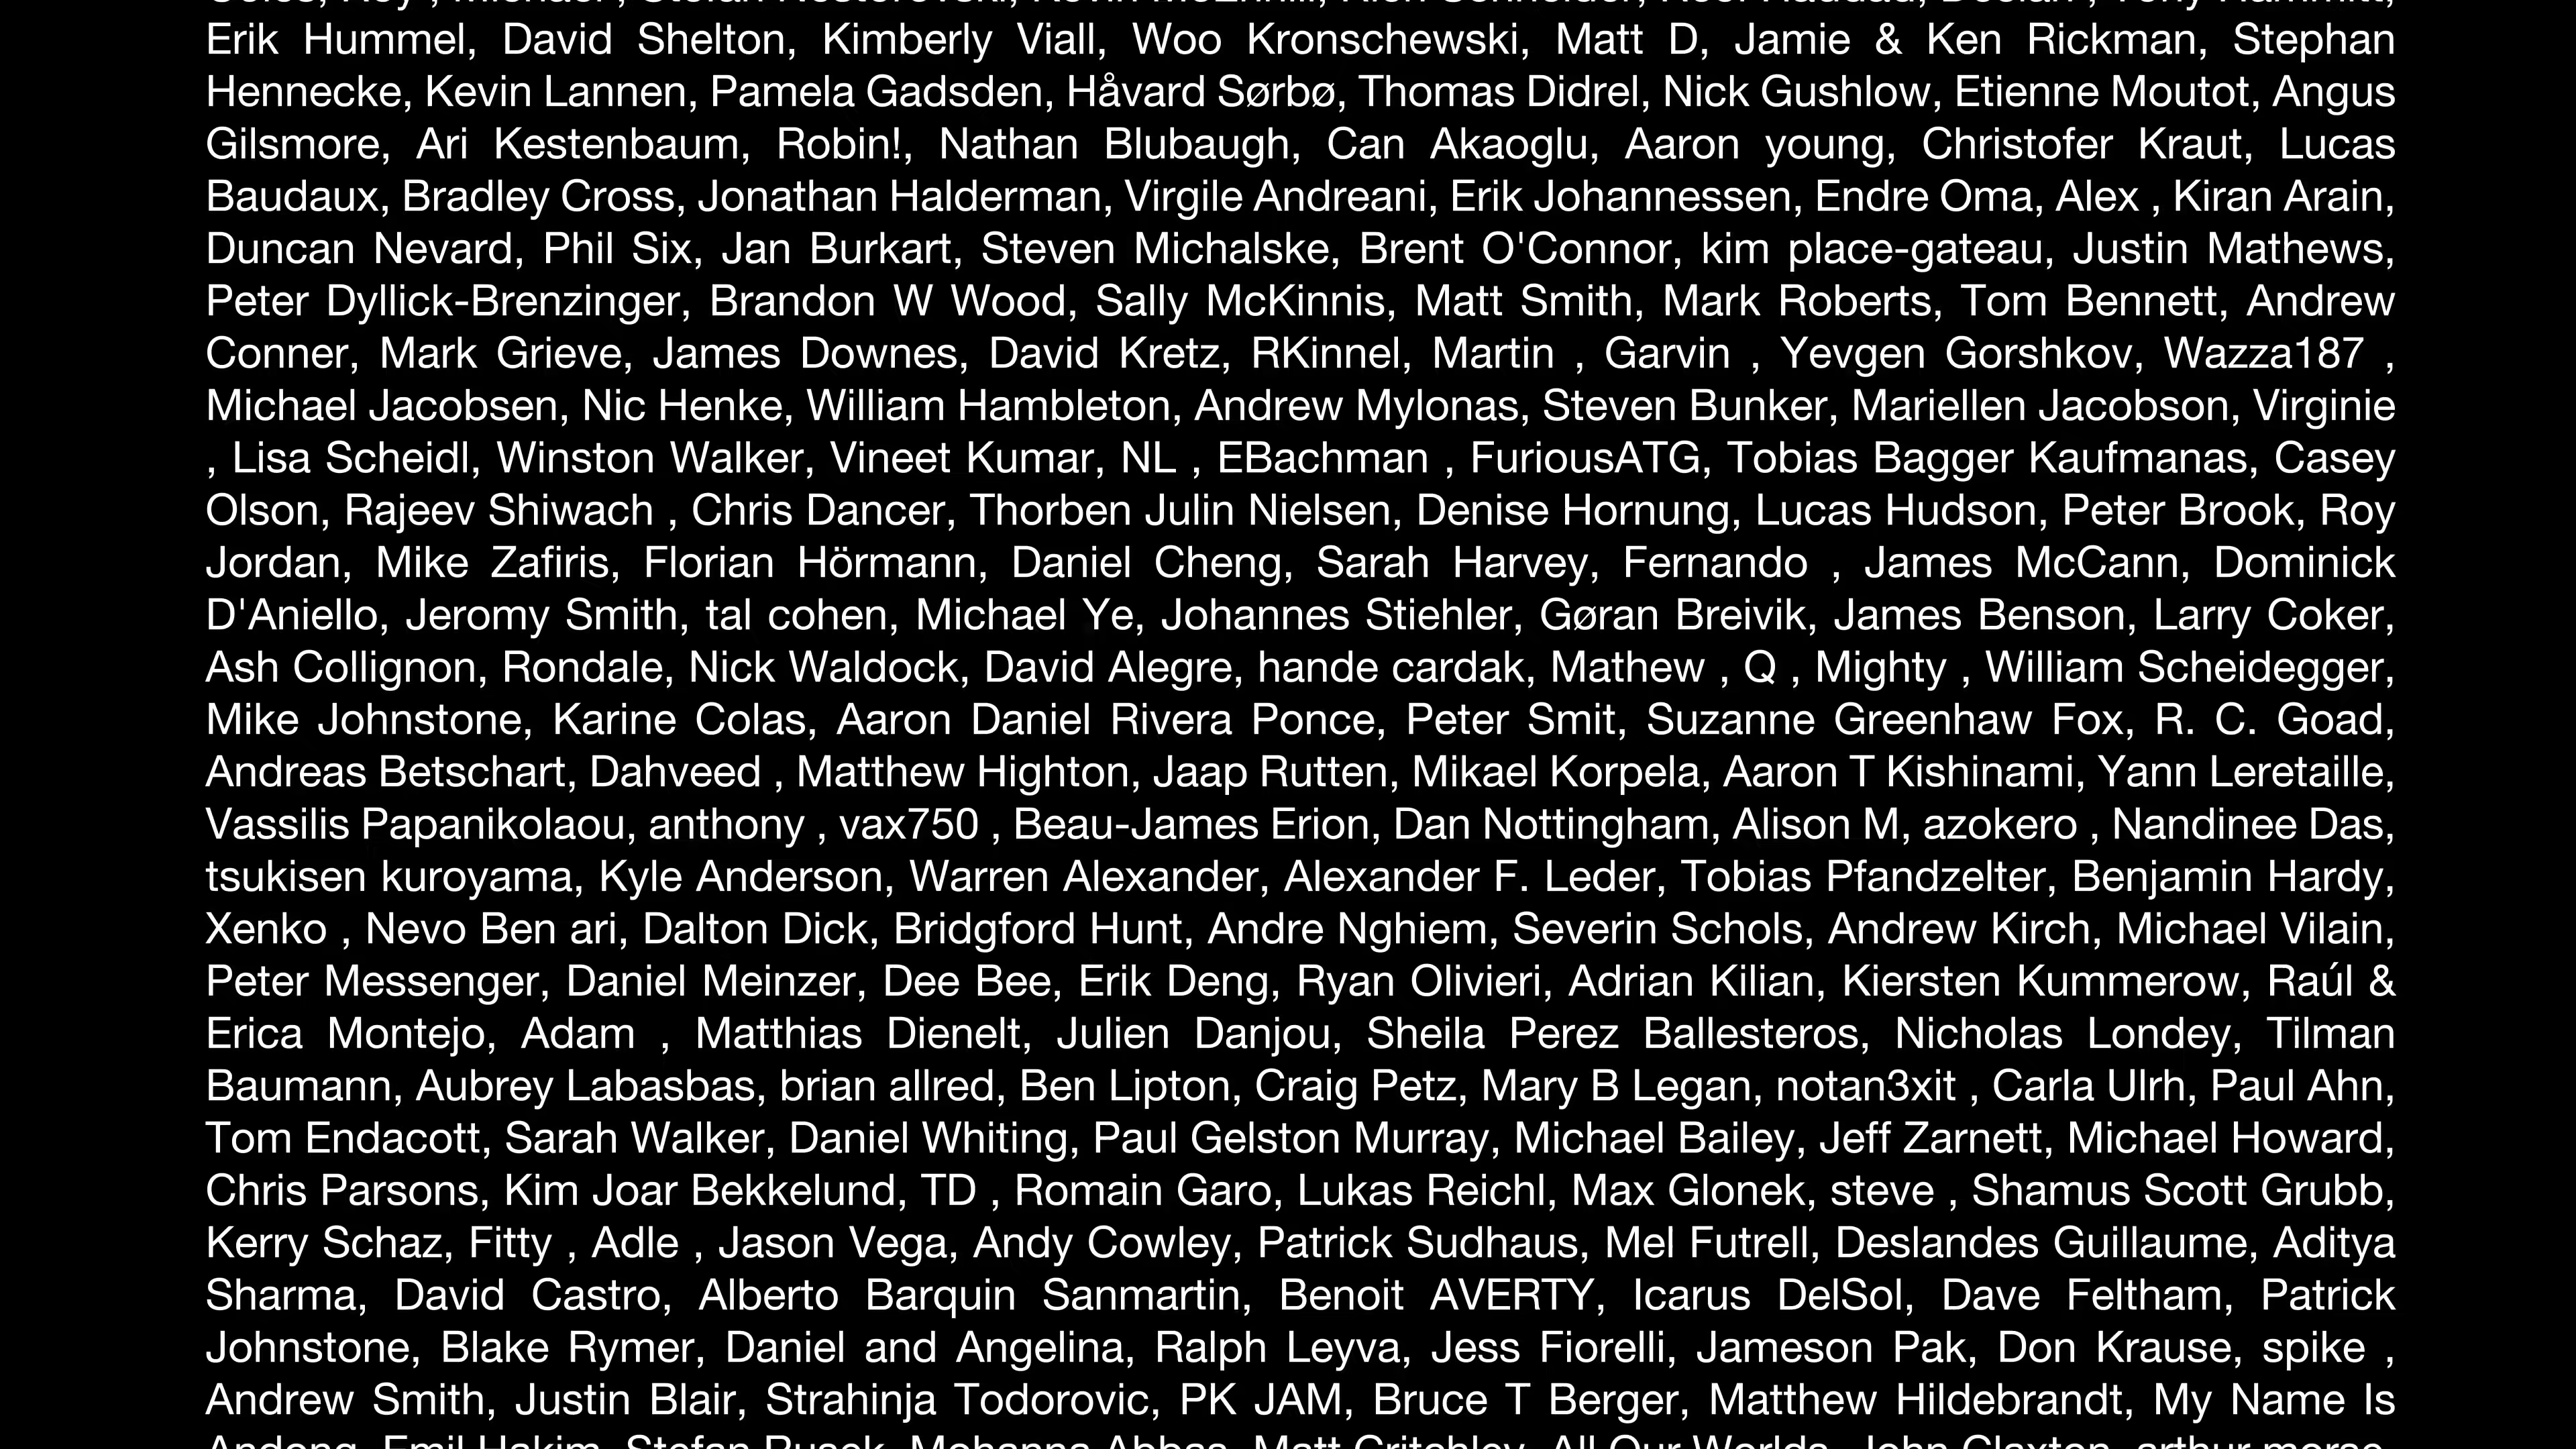 Erik Hummel, David Shelton, Kimberly Viall, Woo Kronschewski, Matt D, Jamie & Ken Rickman, Stephan
Hennecke, Kevin Lannen, Pamela Gadsden, Håvard Sørbø, Thomas Didrel, Nick Gushlow, Etienne Moutot, Angus
Gilsmore, Ari Kestenbaum, Robin!, Nathan Blubaugh, Can Akaoglu, Aaron young, Christofer Kraut, Lucas
Baudaux, Bradley Cross, Jonathan Halderman, Virgile Andreani, Erik Johannessen, Endre Oma, Alex , Kiran Arain,
Duncan Nevard, Phil Six, Jan Burkart, Steven Michalske, Brent O'Connor, kim place-gateau, Justin Mathews,
Peter Dyllick-Brenzinger, Brandon W Wood, Sally McKinnis, Matt Smith, Mark Roberts, Tom Bennett, Andrew
Conner, Mark Grieve, James Downes, David Kretz, RKinnel, Martin , Garvin , Yevgen Gorshkov, Wazza187 ,
Michael Jacobsen, Nic Henke, William Hambleton, Andrew Mylonas, Steven Bunker, Mariellen Jacobson, Virginie
, Lisa Scheidl, Winston Walker, Vineet Kumar, NL , EBachman , FuriousATG, Tobias Bagger Kaufmanas, Casey
Olson, Rajeev Shiwach , Chris Dancer, Thorben Julin Nielsen, Denise Hornung, Lucas Hudson, Peter Brook, Roy
Jordan, Mike Zafiris, Florian Hörmann, Daniel Cheng, Sarah Harvey, Fernando , James McCann, Dominick
D'Aniello, Jeromy Smith, tal cohen, Michael Ye, Johannes Stiehler, Gøran Breivik, James Benson, Larry Coker,
Ash Collignon, Rondale, Nick Waldock, David Alegre, hande cardak, Mathew , Q , Mighty , William Scheidegger,
Mike Johnstone, Karine Colas, Aaron Daniel Rivera Ponce, Peter Smit, Suzanne Greenhaw Fox, R. C. Goad,
Andreas Betschart, Dahveed , Matthew Highton, Jaap Rutten, Mikael Korpela, Aaron T Kishinami, Yann Leretaille,
Vassilis Papanikolaou, anthony , vax750 , Beau-James Erion, Dan Nottingham, Alison M, azokero , Nandinee Das,
tsukisen kuroyama, Kyle Anderson, Warren Alexander, Alexander F. Leder, Tobias Pfandzelter, Benjamin Hardy,
Xenko , Nevo Ben ari, Dalton Dick, Bridgford Hunt, Andre Nghiem, Severin Schols, Andrew Kirch, Michael Vilain,
Peter Messenger, Daniel Meinzer, Dee Bee, Erik Deng, Ryan Olivieri, Adrian Kilian, Kiersten Kummerow, Raúl &
Erica Montejo, Adam , Matthias Dienelt, Julien Danjou, Sheila Perez Ballesteros, Nicholas Londey, Tilman
Baumann, Aubrey Labasbas, brian allred, Ben Lipton, Craig Petz, Mary B Legan, notan3xit , Carla Ulrh, Paul Ahn,
Tom Endacott, Sarah Walker, Daniel Whiting, Paul Gelston Murray, Michael Bailey, Jeff Zarnett, Michael Howard,
Chris Parsons, Kim Joar Bekkelund, TD , Romain Garo, Lukas Reichl, Max Glonek, steve , Shamus Scott Grubb,
Kerry Schaz, Fitty , Adle , Jason Vega, Andy Cowley, Patrick Sudhaus, Mel Futrell, Deslandes Guillaume, Aditya
Sharma, David Castro, Alberto Barquin Sanmartin, Benoit AVERTY, Icarus DelSol, Dave Feltham, Patrick
Johnstone, Blake Rymer, Daniel and Angelina, Ralph Leyva, Jess Fiorelli, Jameson Pak, Don Krause, spike ,
Andrew Smith, Justin Blair, Strahinja Todorovic, PK JAM, Bruce T Berger, Matthew Hildebrandt, My Name Is